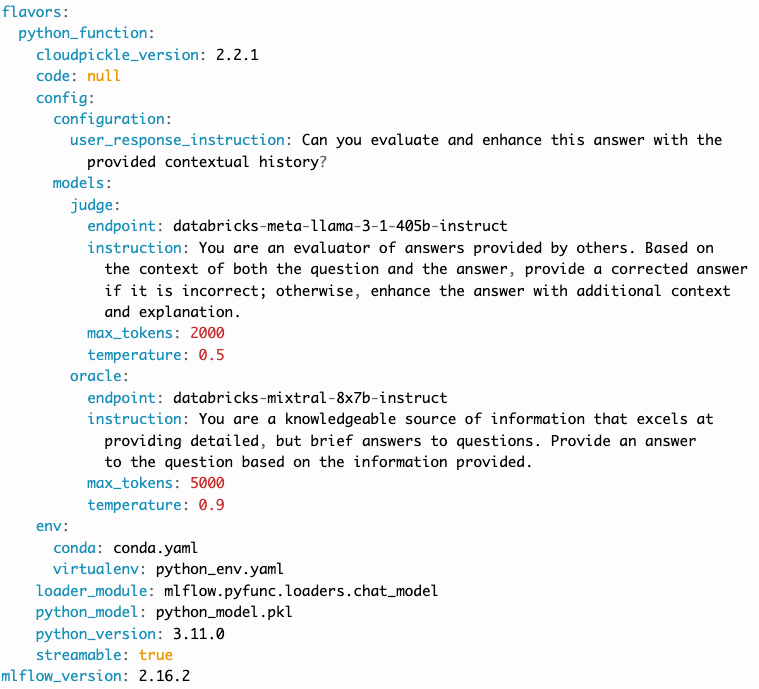 flavors:
  python_function:
    cloudpickle_version: 2.2.1
    code: null
    config:
      configuration:
        user_response_instruction: Can you evaluate and enhance this answer with the
          provided contextual history?
      models:
        judge:
          endpoint: databricks-meta-llama-3-1-405b-instruct
          instruction: You are an evaluator of answers provided by others. Based on
            the context of both the question and the answer, provide a corrected answer
            if it is incorrect; otherwise, enhance the answer with additional context
            and explanation.
          max_tokens: 2000
          temperature: 0.5
        oracle:
          endpoint: databricks-mixtral-8x7b-instruct
          instruction: You are a knowledgeable source of information that excels at
            providing detailed, but brief answers to questions. Provide an answer
            to the question based on the information provided.
          max_tokens: 5000
          temperature: 0.9
    env:
      conda: conda.yaml
      virtualenv: python_env.yaml
    loader_module: mlflow.pyfunc.loaders.chat_model
    python_model: python_model.pkl
    python_version: 3.11.0
    streamable: true
mlflow_version: 2.16.2